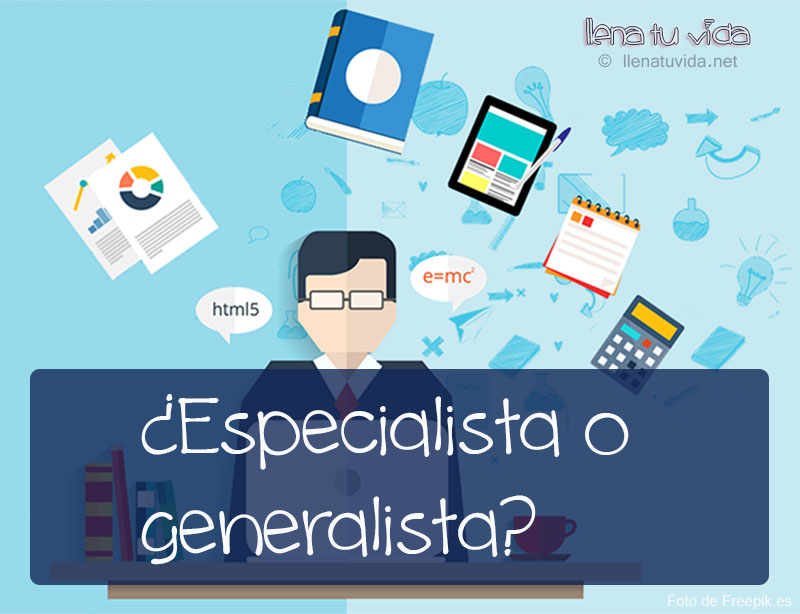 llena tu vida
© llenatuvida.net
html5
e=mc²
¿Especialista o
generalista?
Foto de Freepik.es